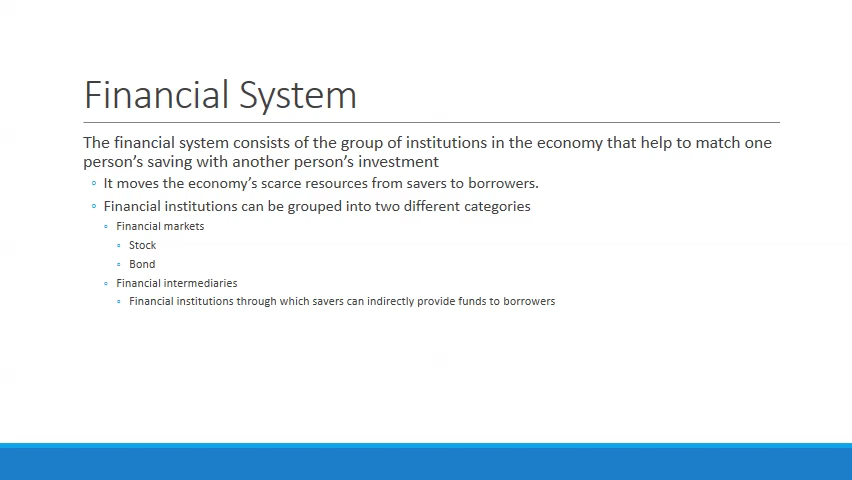 Financial System
The financial system consists of the group of institutions in the economy that help to match one
person’s saving with another person’s investment
◦ It moves the economy’s scarce resources from savers to borrowers.
◦ Financial institutions can be grouped into two different categories
◦ Financial markets
◦ Stock
◦ Bond
◦ Financial intermediaries
◦ Financial institutions through which savers can indirectly provide funds to borrowers